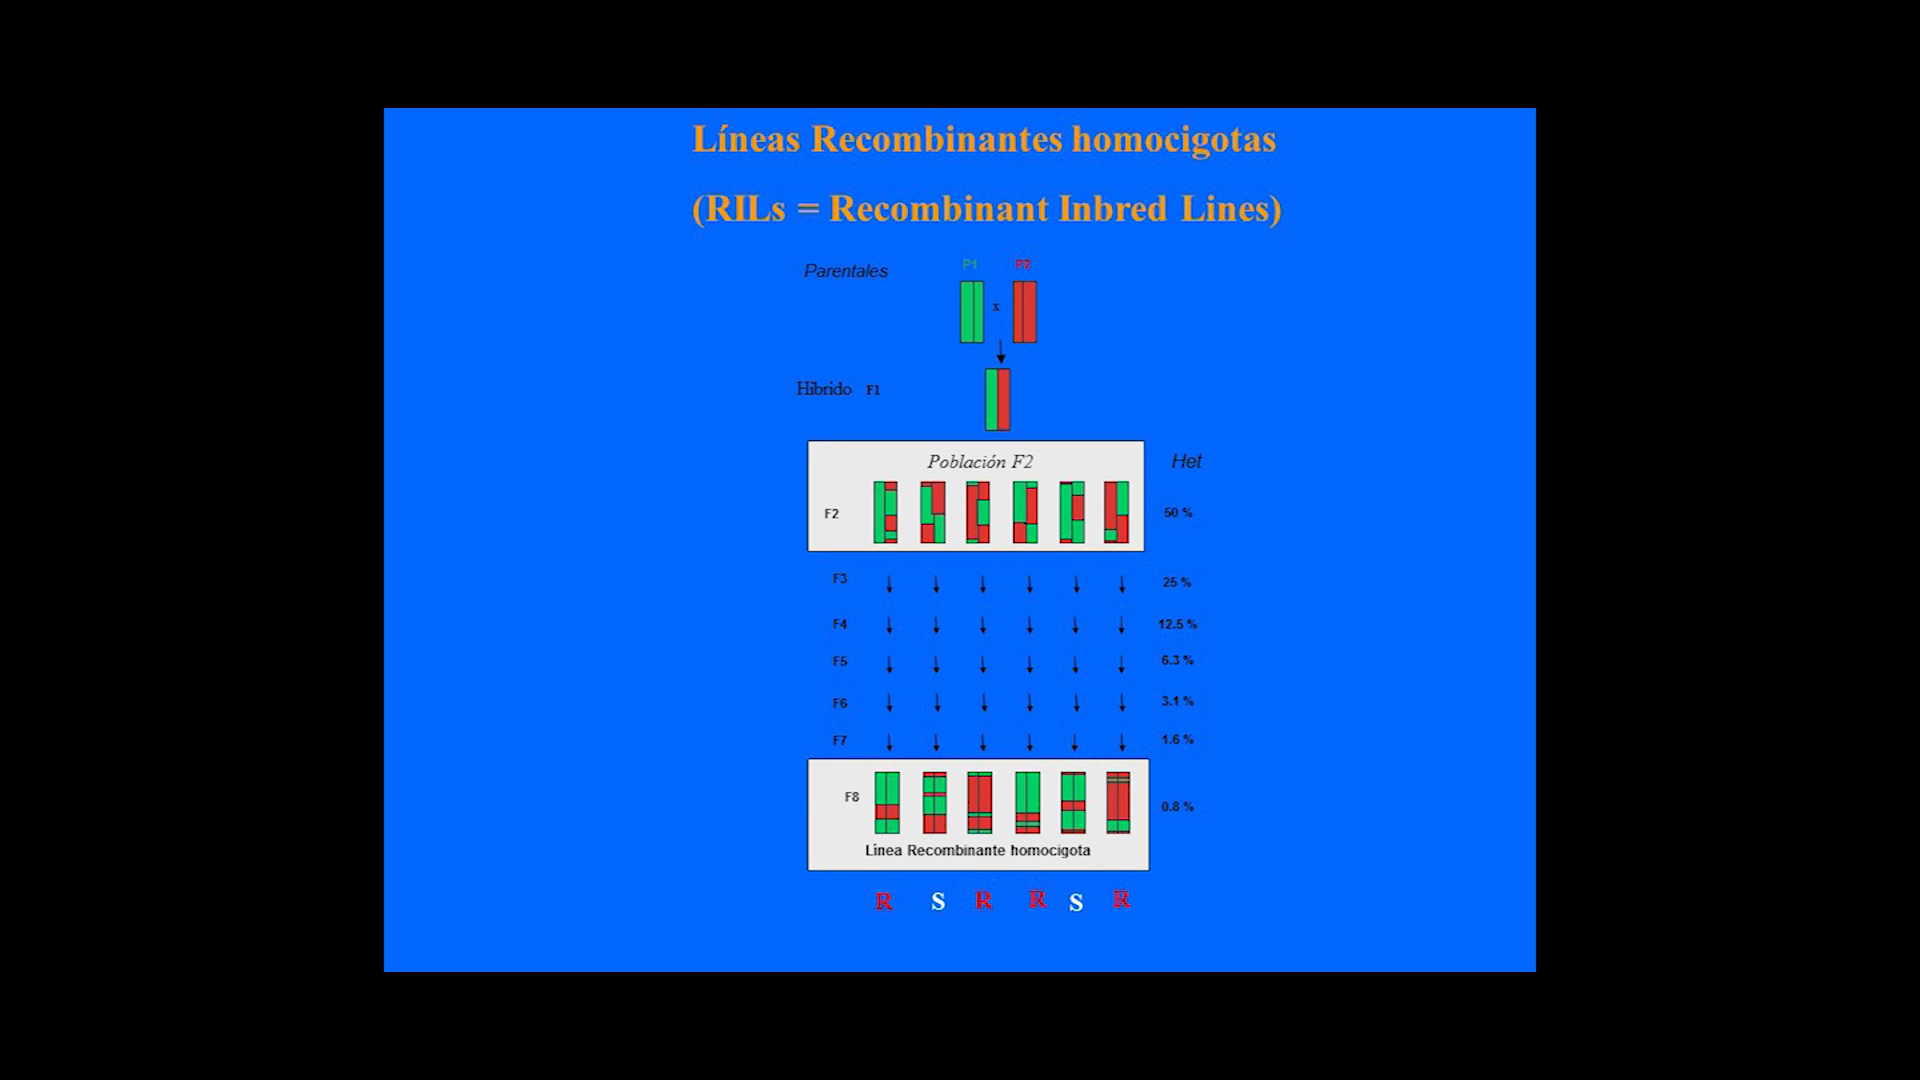 Líneas Recombinantes homocigotas
(RILs = Recombinant Inbred Lines)
P1 P2
Parentales
x
Híbrido F1
Población F2 Het
F2 50 %
F3 25 %
F4 12.5 %
F5 6.3 %
F6 3.1 %
F7 1.6 %
F8 0.8 %
Línea Recombinante homocigota
R S R R S R